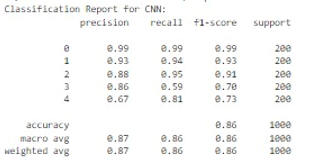 Classification Report for CNN:
precision recall f1-score support
0 0.99 0.99 0.99 200
1 0.93 0.94 0.93 200
2 0.88 0.95 0.91 200
3 0.86 0.59 0.70 200
4 0.67 0.81 0.73 200
accuracy 0.86 1000
macro avg 0.87 0.86 0.86 1000
weighted avg 0.87 0.86 0.86 1000